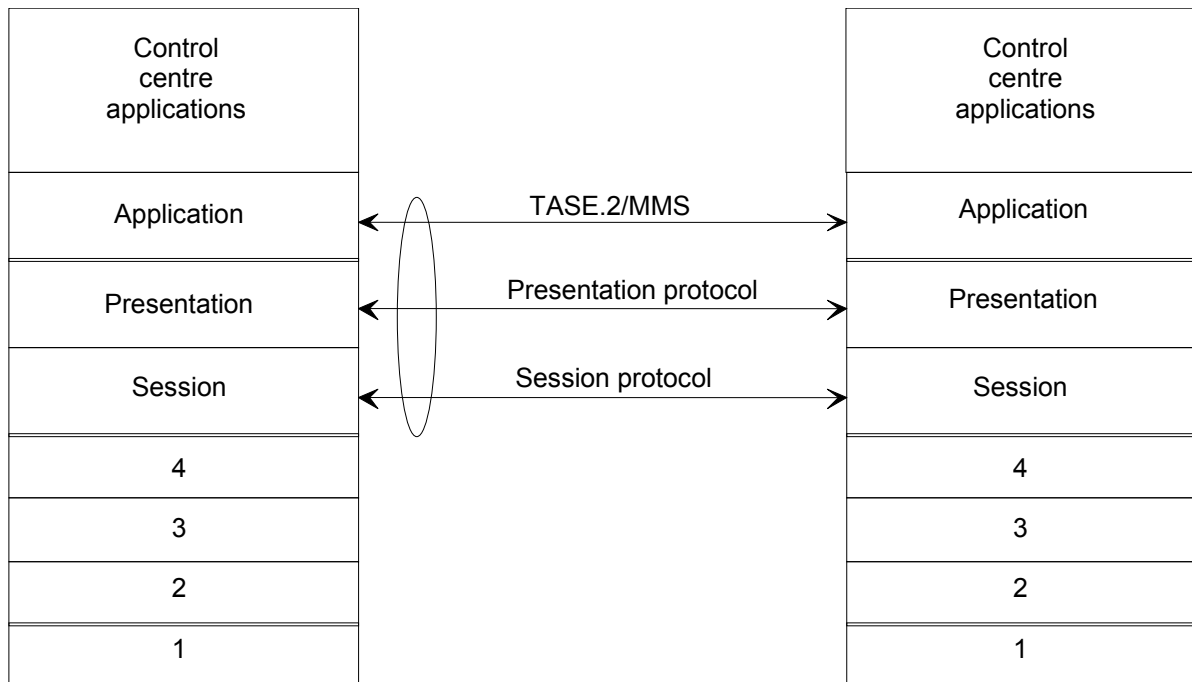 Control
centre
applications
Control
centre
applications
Application
TASE.2/MMS
Application
Presentation
Presentation protocol
Presentation
Session
Session protocol
Session
4
4
3
3
2
2
1
1